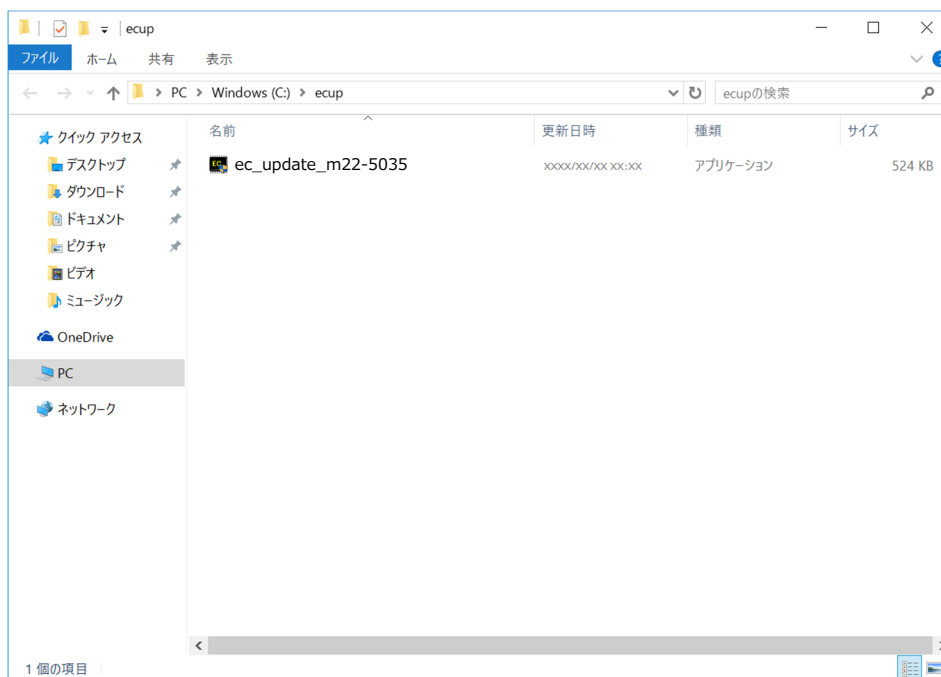 ecup
ファイル ホーム 共有 表示
PC Windows (C:) ecup ecupの検索
名前 更新日時 種類 サイズ
EC ec_update_m22-5035 xxxx/xx/xx xx:xx アプリケーション 524 KB
クイック アクセス
デスクトップ
ダウンロード
ドキュメント
ピクチャ
ビデオ
ミュージック
OneDrive
PC
ネットワーク
1 個の項目